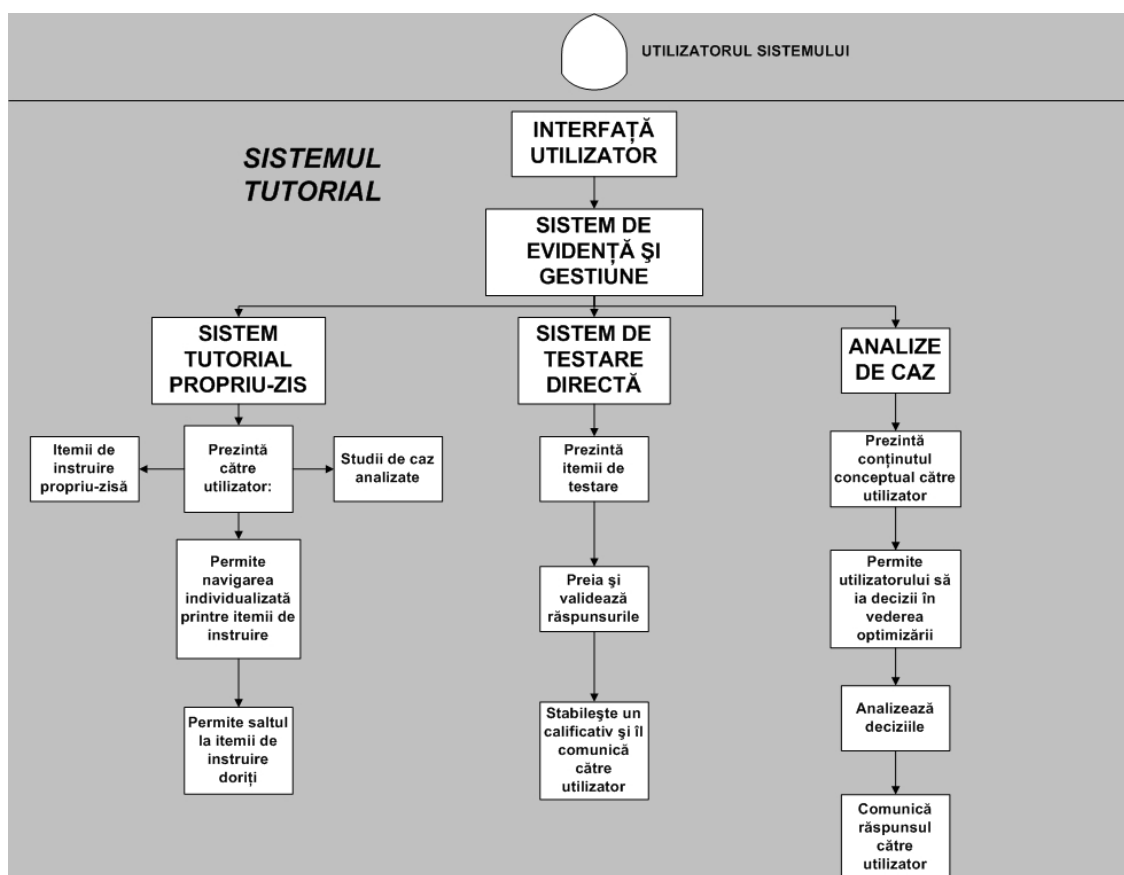 UTILIZATORUL SISTEMULUI
INTERFAȚĂ
UTILIZATOR
SISTEMUL
TUTORIAL
SISTEM DE
EVIDENȚĂ ŞI
GESTIUNE
SISTEM
TUTORIAL
PROPRIU-ZIS
SISTEM DE
TESTARE
DIRECTĂ
ANALIZE
DE CAZ
Itemii de
instruire
propriu-zisă
Prezintă
către
utilizator:
Studii de caz
analizate
Permite
navigarea
individualizată
printre itemii de
instruire
Permite saltul
la itemii de
instruire
doriți
Prezintă
itemii de
testare
Preia şi
validează
răspunsurile
Stabileşte un
calificativ şi îl
comunică
către
utilizator
Prezintă
conținutul
conceptual către
utilizator
Permite
utilizatorului să
ia decizii în
vederea
optimizării
Analizează
deciziile
Comunică
răspunsul
către
utilizator